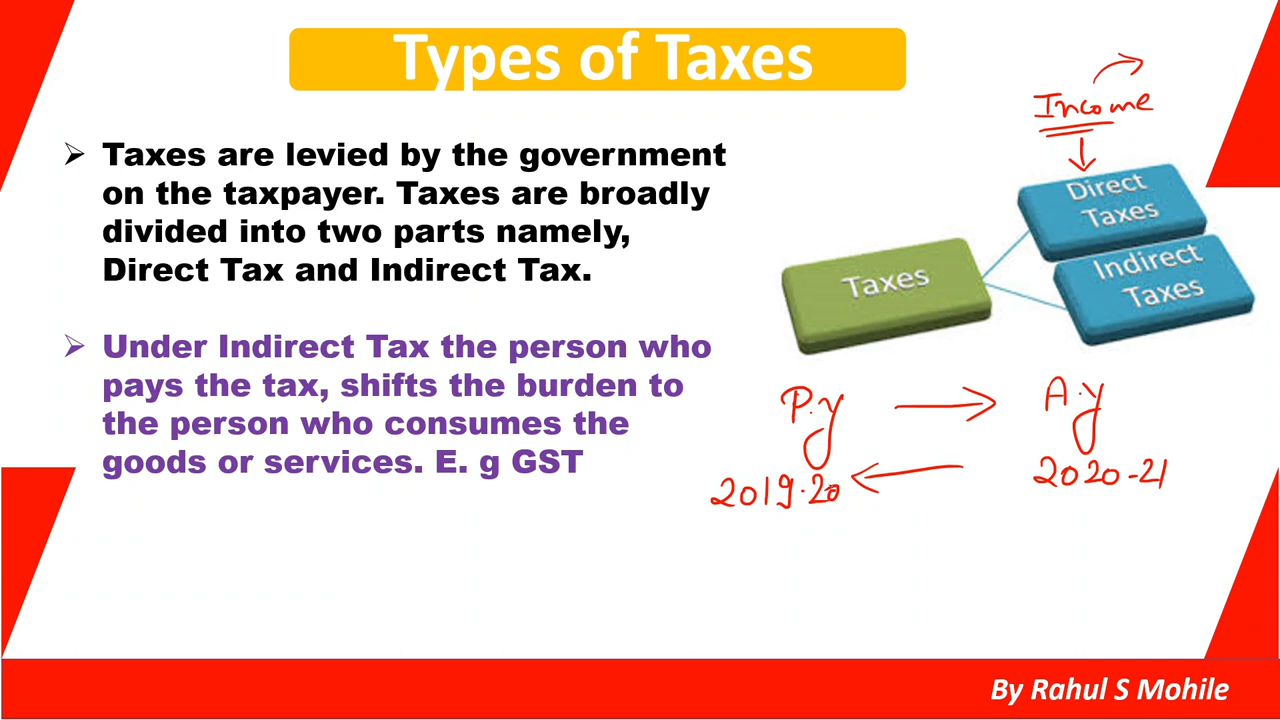 Types of Taxes
Taxes are levied by the government
on the taxpayer. Taxes are broadly
divided into two parts namely,
Direct Tax and Indirect Tax.
Under Indirect Tax the person who
pays the tax, shifts the burden to
the person who consumes the
goods or services. E. g GST
Income
Direct
Taxes
Indirect
Taxes
Taxes
P.y
A.y
2019-20
2020-21
By Rahul S Mohile